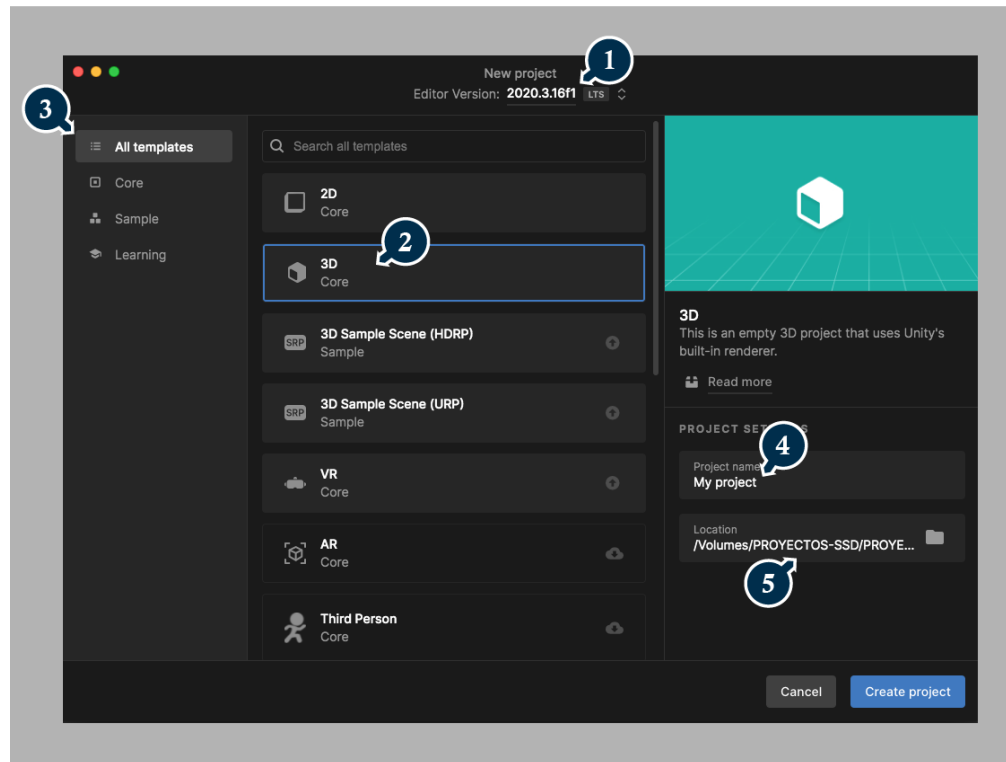 1
New project
Editor Version: 2020.3.16f1 LTS
3
All templates
Core
Sample
Learning
Search all templates
2D
Core
2
3D
Core
SRP
3D Sample Scene (HDRP)
Sample
SRP
3D Sample Scene (URP)
Sample
VR
Core
AR
Core
Third Person
Core
3D
This is an empty 3D project that uses Unity's
built-in renderer.
Read more
PROJECT
4
Project name
My project
Location
/Volumes/PROYECTOS-SSD/PROYE...
5
Cancel
Create project